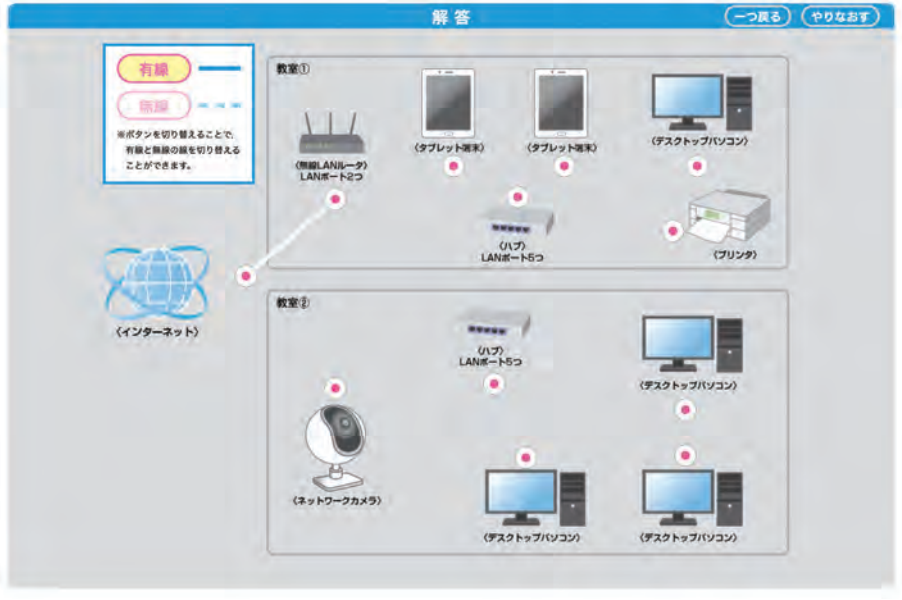 解答
一つ戻る
やりなおす
有線
無線
※ボタンを切り替えることで、
有線と無線の線を切り替える
ことができます。
教室①
〈無線LANルータ〉
LANポート2つ
〈タブレット端末〉
〈タブレット端末〉
〈デスクトップパソコン〉
〈ハブ〉
LANポート5つ
〈プリンタ〉
〈インターネット〉
教室②
〈ハブ〉
LANポート5つ
〈デスクトップパソコン〉
〈ネットワークカメラ〉
〈デスクトップパソコン〉
〈デスクトップパソコン〉